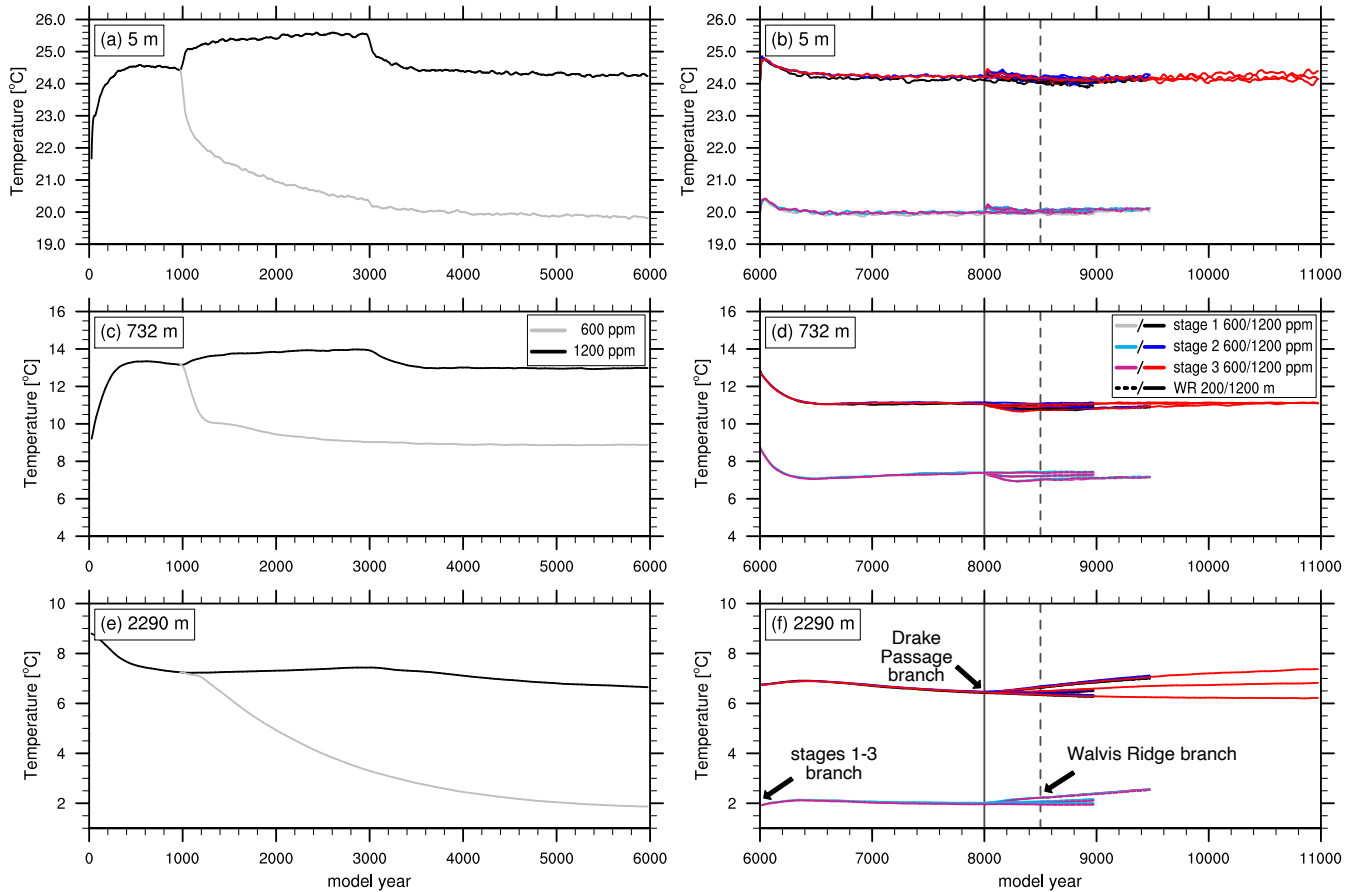 (a) 5 m
Temperature [°C]
26.0
25.0
24.0
23.0
22.0
21.0
20.0
19.0
0 1000 2000 3000 4000 5000 6000
(b) 5 m
Temperature [°C]
26.0
25.0
24.0
23.0
22.0
21.0
20.0
19.0
6000 7000 8000 9000 10000 11000
(c) 732 m
600 ppm
1200 ppm
Temperature [°C]
16
14
12
10
8
6
4
0 1000 2000 3000 4000 5000 6000
(d) 732 m
stage 1 600/1200 ppm
stage 2 600/1200 ppm
stage 3 600/1200 ppm
WR 200/1200 m
Temperature [°C]
16
14
12
10
8
6
4
6000 7000 8000 9000 10000 11000
(e) 2290 m
Temperature [°C]
10
8
6
4
2
0 1000 2000 3000 4000 5000 6000
model year
(f) 2290 m
Drake
Passage
branch
stages 1-3
branch
Walvis Ridge branch
Temperature [°C]
10
8
6
4
2
6000 7000 8000 9000 10000 11000
model year